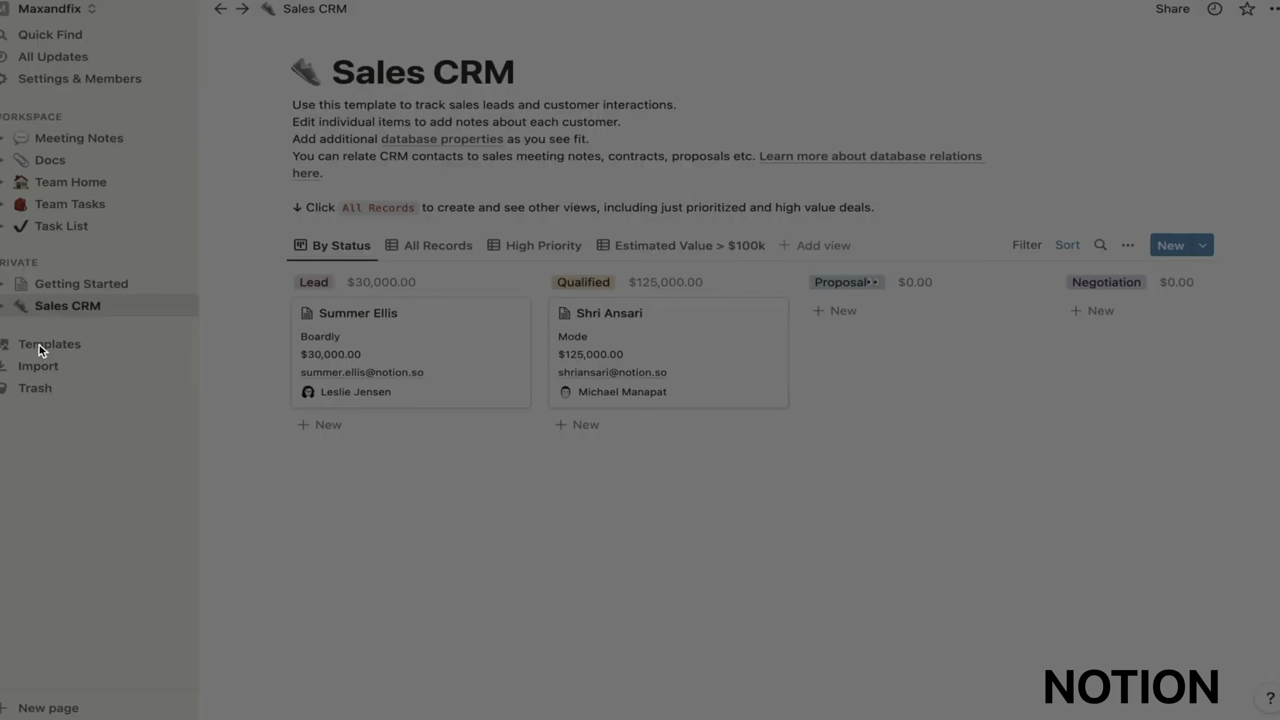 Maxandfix
Sales CRM
Share
Quick Find
All Updates
Settings & Members
WORKSPACE
Meeting Notes
Docs
Team Home
Team Tasks
Task List
PRIVATE
Getting Started
Sales CRM
Templates
Import
Trash
New page
Sales CRM
Use this template to track sales leads and customer interactions.
Edit individual items to add notes about each customer.
Add additional database properties as you see fit.
You can relate CRM contacts to sales meeting notes, contracts, proposals etc. Learn more about database relations
here.
↓ Click All Records to create and see other views, including just prioritized and high value deals.
By Status All Records High Priority Estimated Value > $100k + Add view Filter Sort New
Lead $30,000.00 Qualified $125,000.00 Proposal👀 $0.00 Negotiation $0.00
Summer Ellis
Boardly
$30,000.00
summer.ellis@notion.so
Leslie Jensen
+ New
Shri Ansari
Mode
$125,000.00
shriansari@notion.so
Michael Manapat
+ New
+ New
+ New
NOTION
?